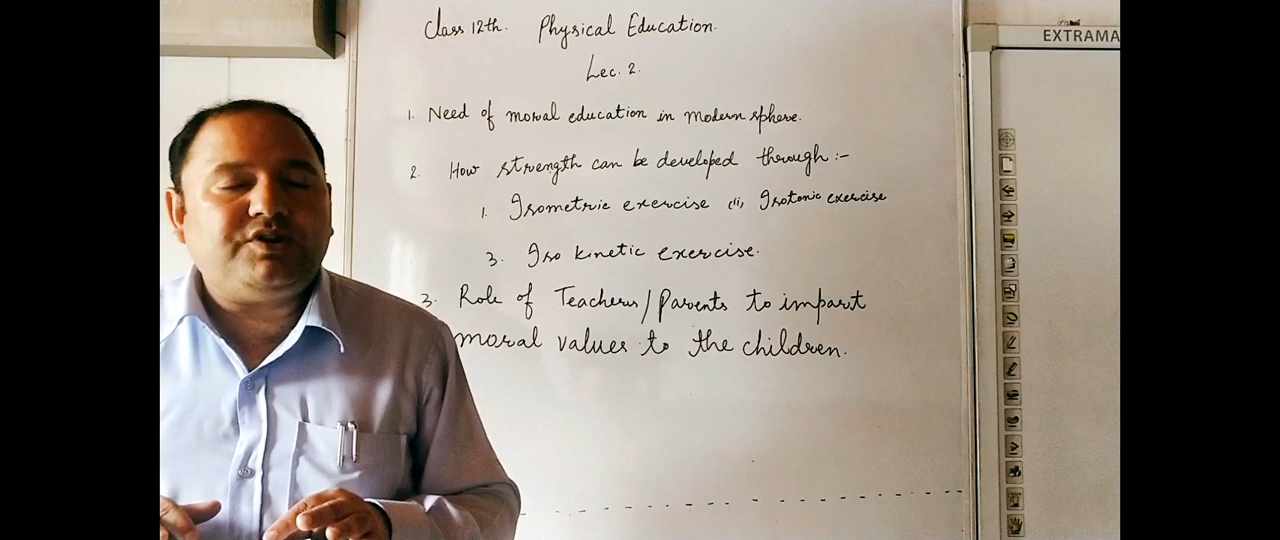 Class 12th. Physical Education.
Lec. 2.
1. Need of moral education in modern sphere.
2. How strength can be developed through :-
1. Isometric exercise (ii) Isotonic exercise
3. Iso kinetic exercise.
3. Role of Teachers/Parents to impart
moral values to the children.
EXTRAMA